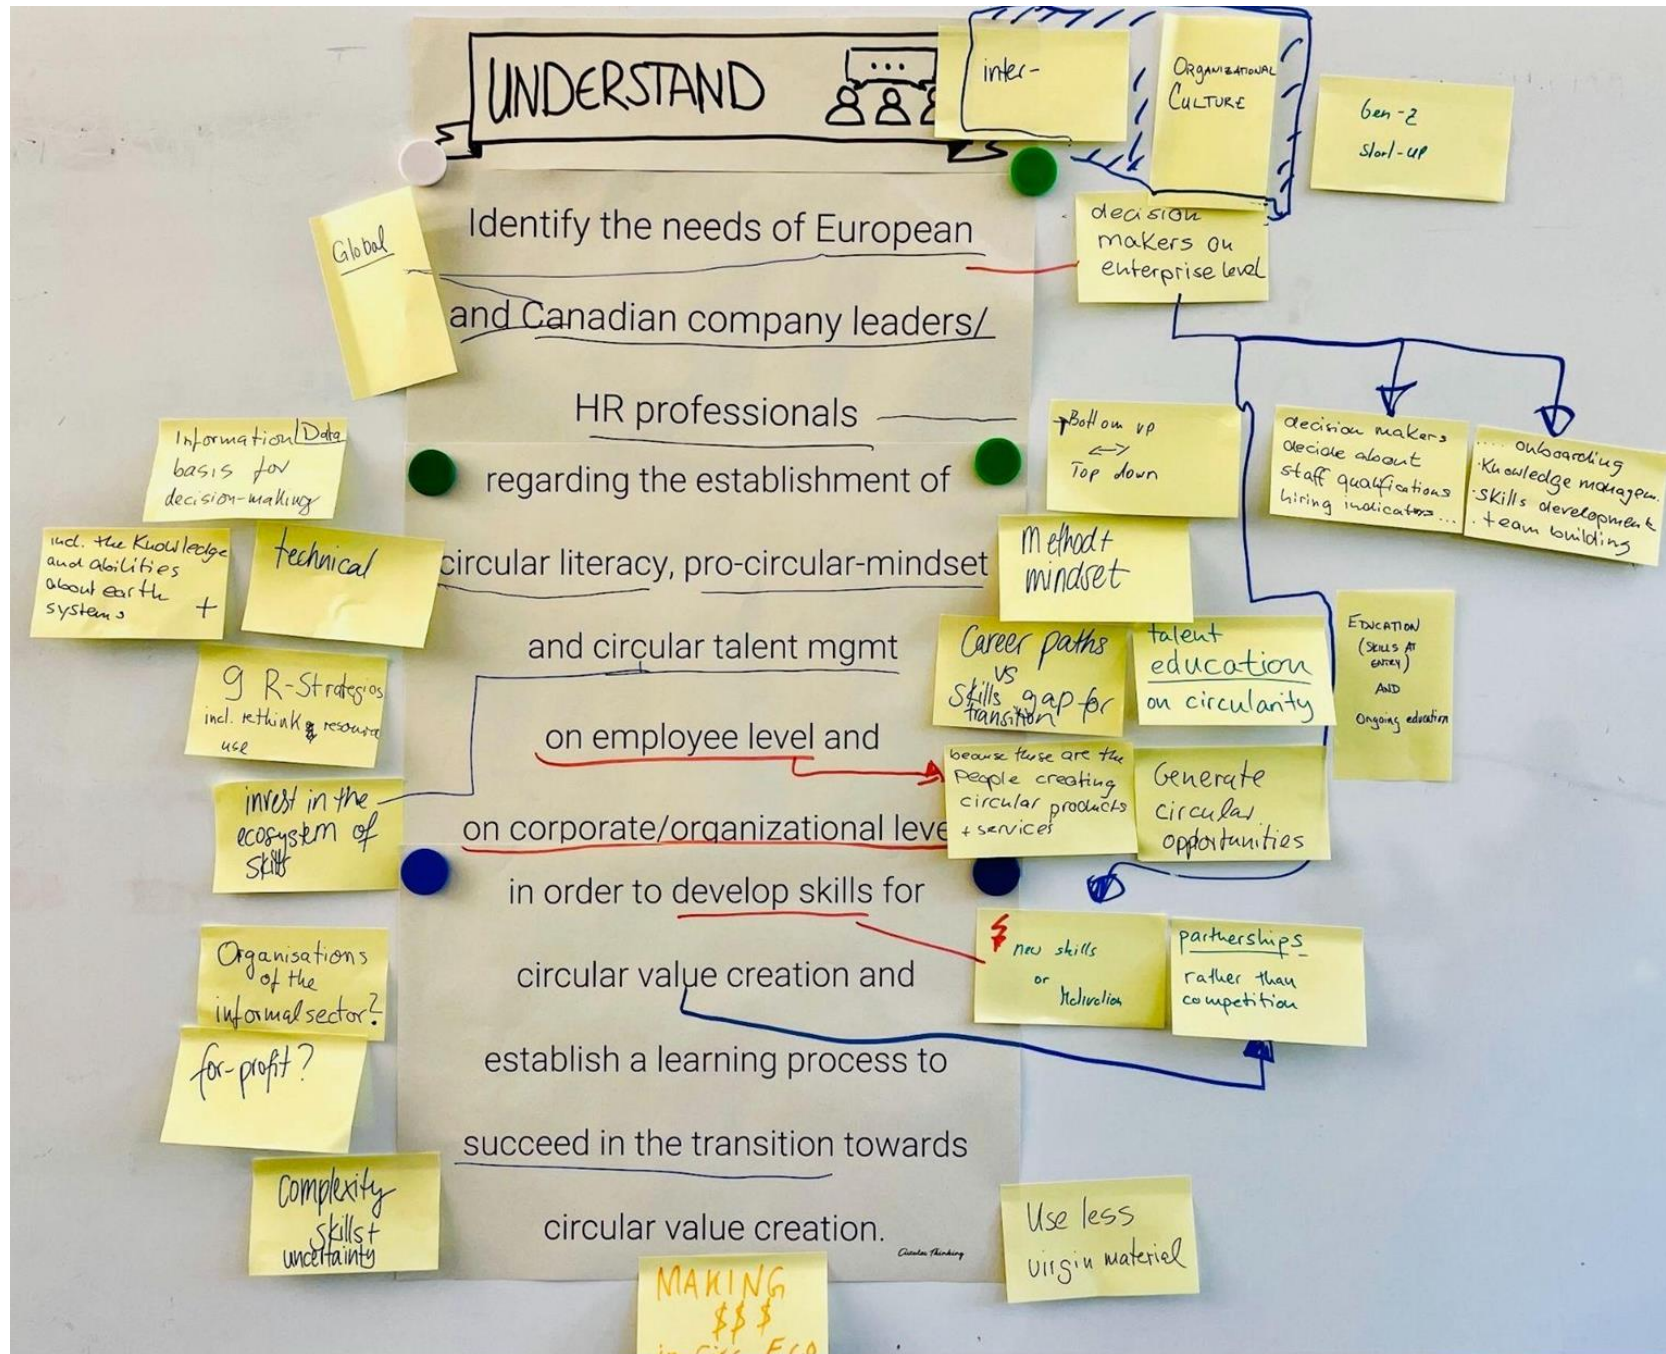 UNDERSTAND
...
inter-
ORGANIZATIONAL
CULTURE
Gen-Z
Start-up
Global
Identify the needs of European
and Canadian company leaders/
HR professionals
regarding the establishment of
circular literacy, pro-circular-mindset
and circular talent mgmt
on employee level and
on corporate/organizational leve
in order to develop skills for
circular value creation and
establish a learning process to
succeed in the transition towards
circular value creation.
Circular Thinking
decision
makers on
enterprise level
decision makers
decide about
staff qualifications
hiring indicators...
.... onboarding
·Knowledge managem.
·skills development
. team building
Bottom up
<->
Top down
Method+
mindset
Career paths
vs
Skills gap for
transition
talent
education
on circularity
EDUCATION
(SKILLS AT
ENTRY)
AND
Ongoing education
because these are the
people creating
circular products
+ services
Generate
circular
opportunities
new skills
or
Motivation
partnerships
rather than
competition
Use less
virgin material
Information/Data
basis for
decision-making
incl. the Knowledge
and abilities
about earth
systems +
technical
9 R-Strategies
incl. rethink & resource
use
invest in the
ecosystem of
skills
Organisations
of the
informal sector?
for-profit?
Complexity
skills+
uncertainty
MAKING
$$$
in